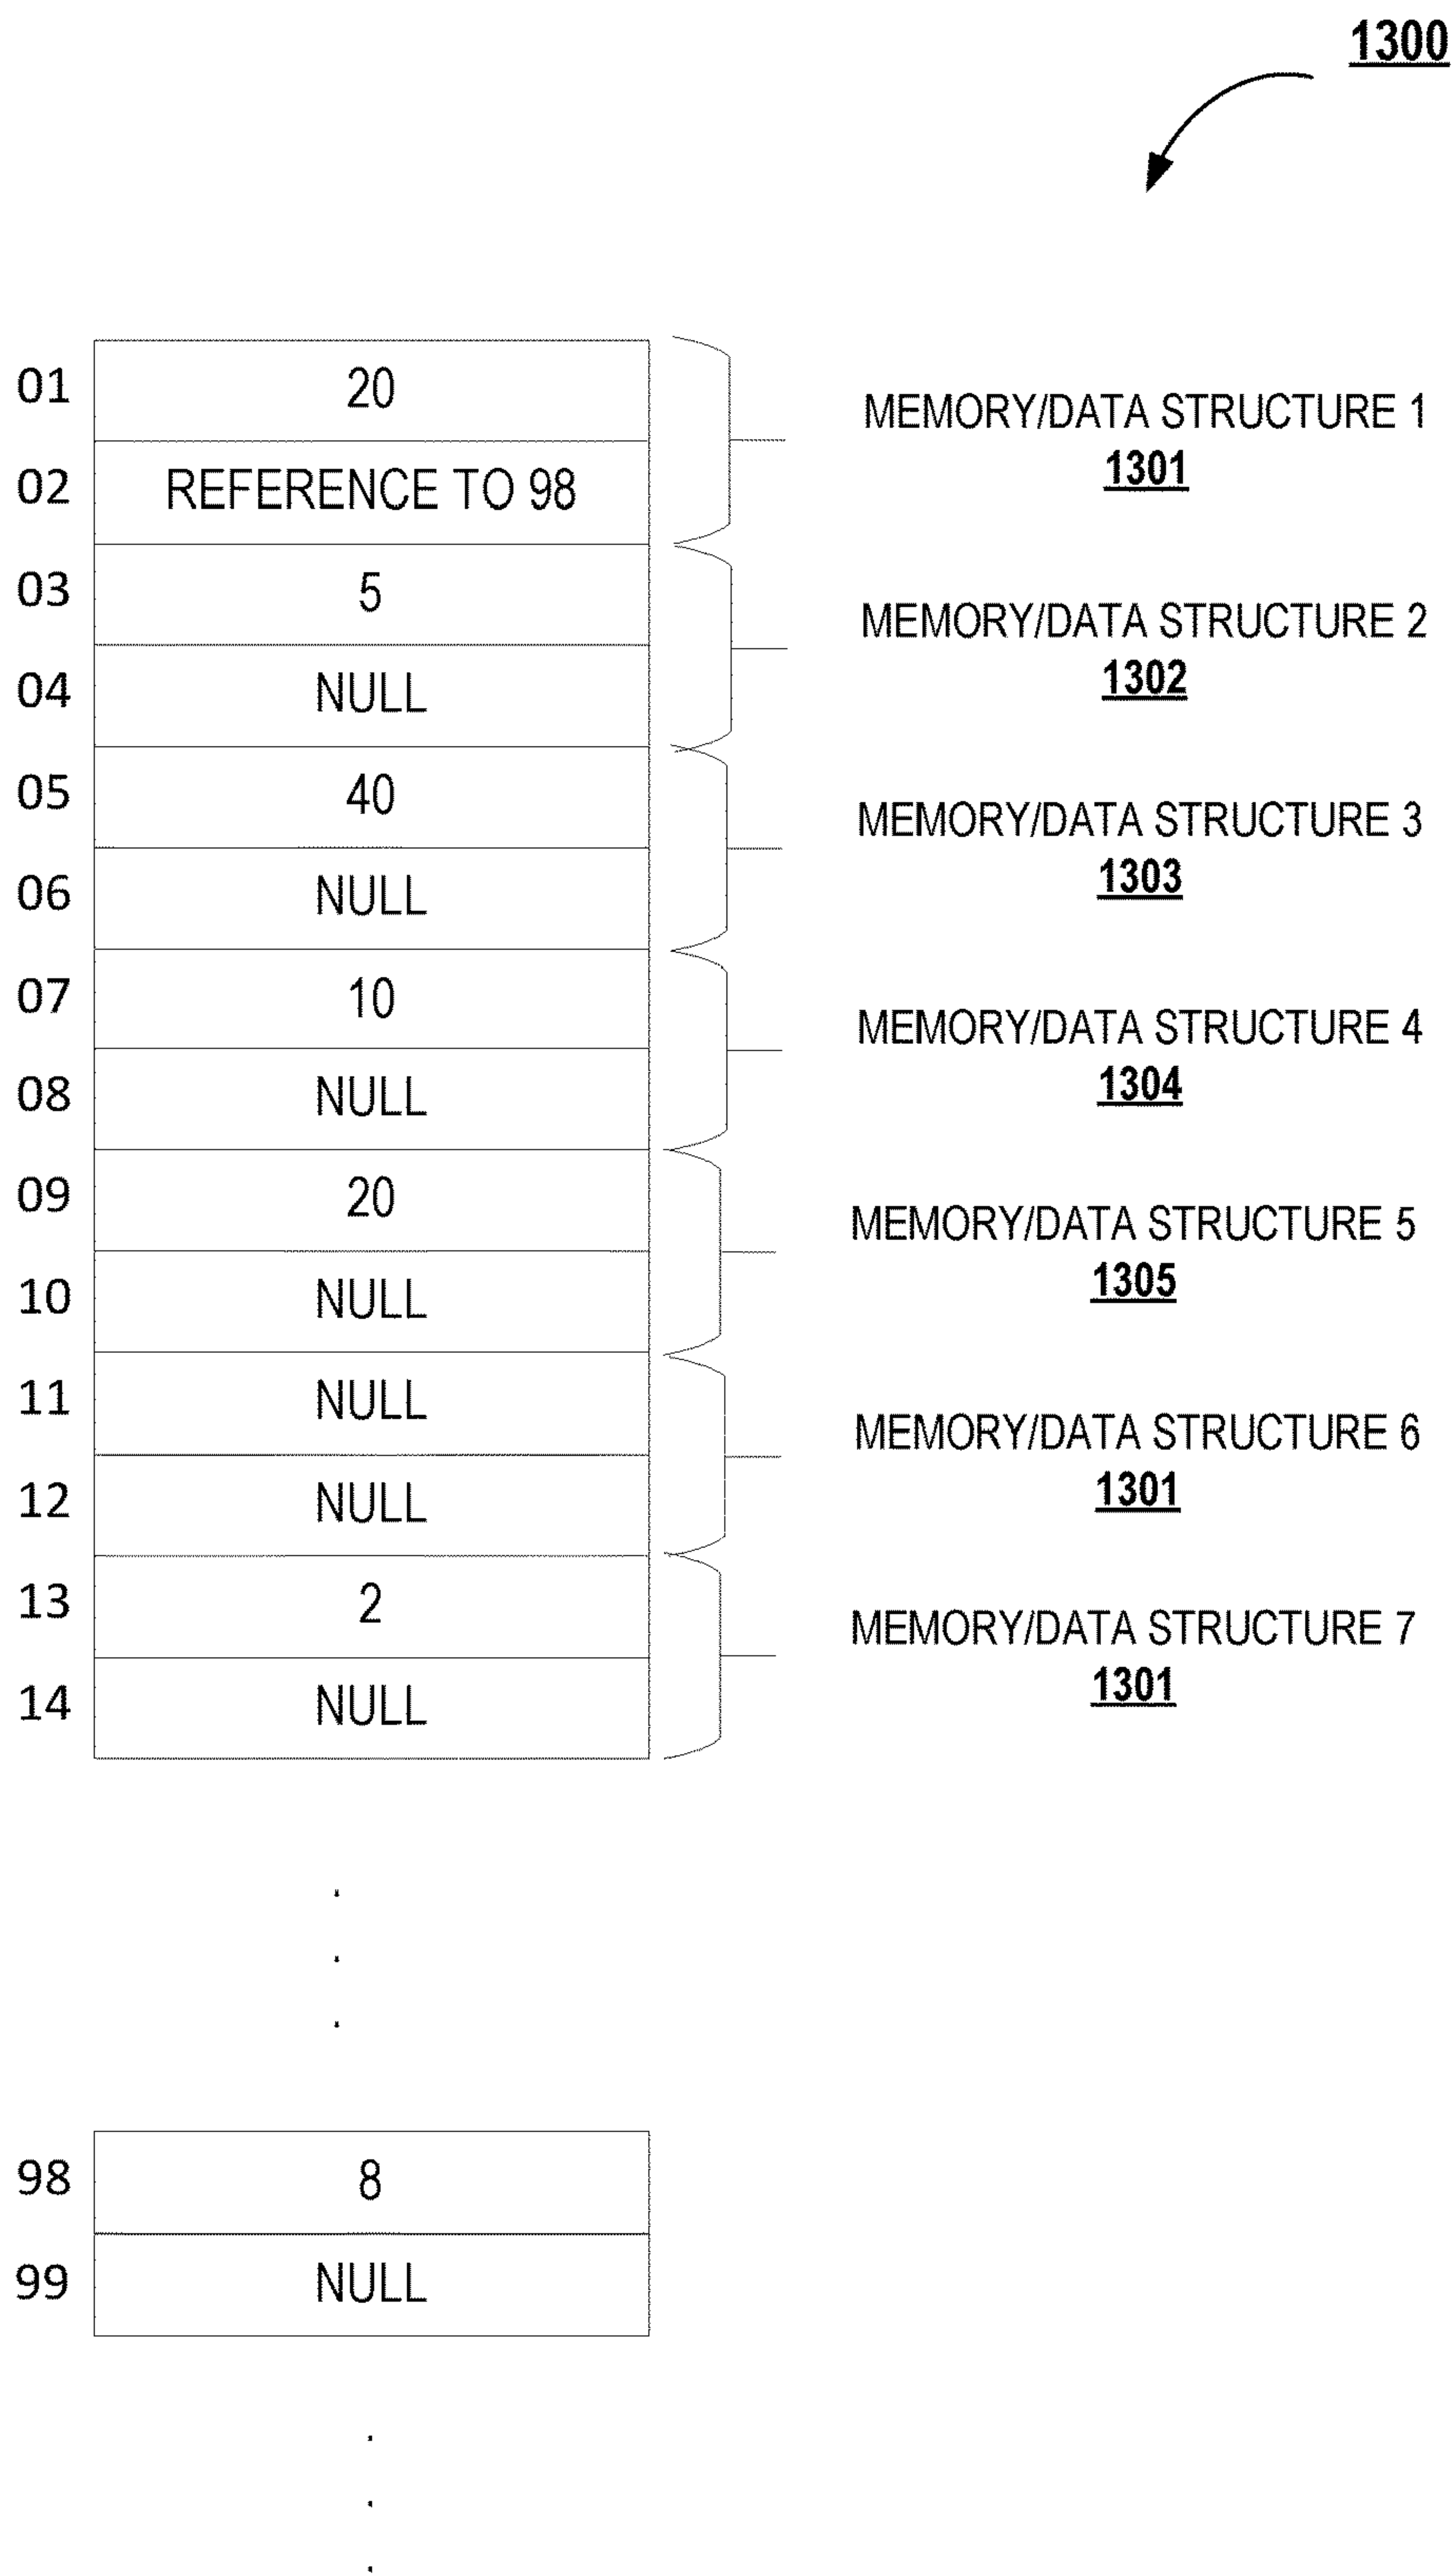 1300
01 20
MEMORY/DATA STRUCTURE 1
1301
02 REFERENCE TO 98
03 5
MEMORY/DATA STRUCTURE 2
1302
04 NULL
05 40
MEMORY/DATA STRUCTURE 3
1303
06 NULL
07 10
MEMORY/DATA STRUCTURE 4
1304
08 NULL
09 20
MEMORY/DATA STRUCTURE 5
1305
10 NULL
11 NULL
MEMORY/DATA STRUCTURE 6
1301
12 NULL
13 2
MEMORY/DATA STRUCTURE 7
1301
14 NULL
.
.
.
98 8
99 NULL
.
.
.